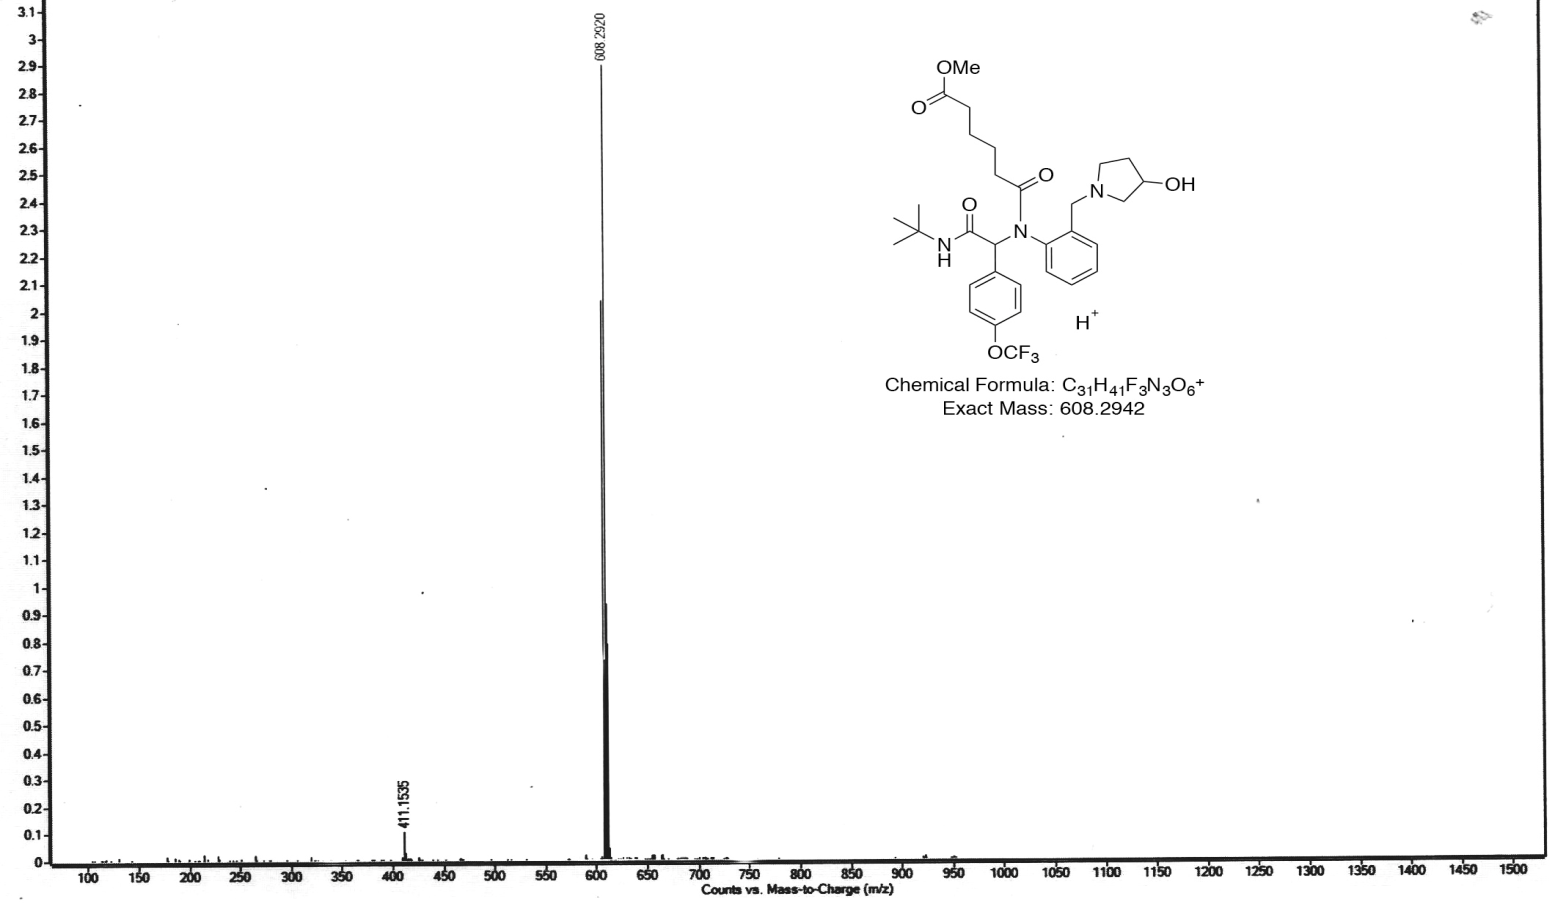 3.1
3
2.9
2.8
2.7
2.6
2.5
2.4
2.3
2.2
2.1
2
1.9
1.8
1.7
1.6
1.5
1.4
1.3
1.2
1.1
1
0.9
0.8
0.7
0.6
0.5
0.4
0.3
0.2
0.1
0
608.2920
411.1535
OMe
O
O
N
OH
O
N
N
H
H+
OCF3
Chemical Formula: C31H41F3N3O6+
Exact Mass: 608.2942
100 150 200 250 300 350 400 450 500 550 600 650 700 750 800 850 900 950 1000 1050 1100 1150 1200 1250 1300 1350 1400 1450 1500
Counts vs. Mass-to-Charge (m/z)